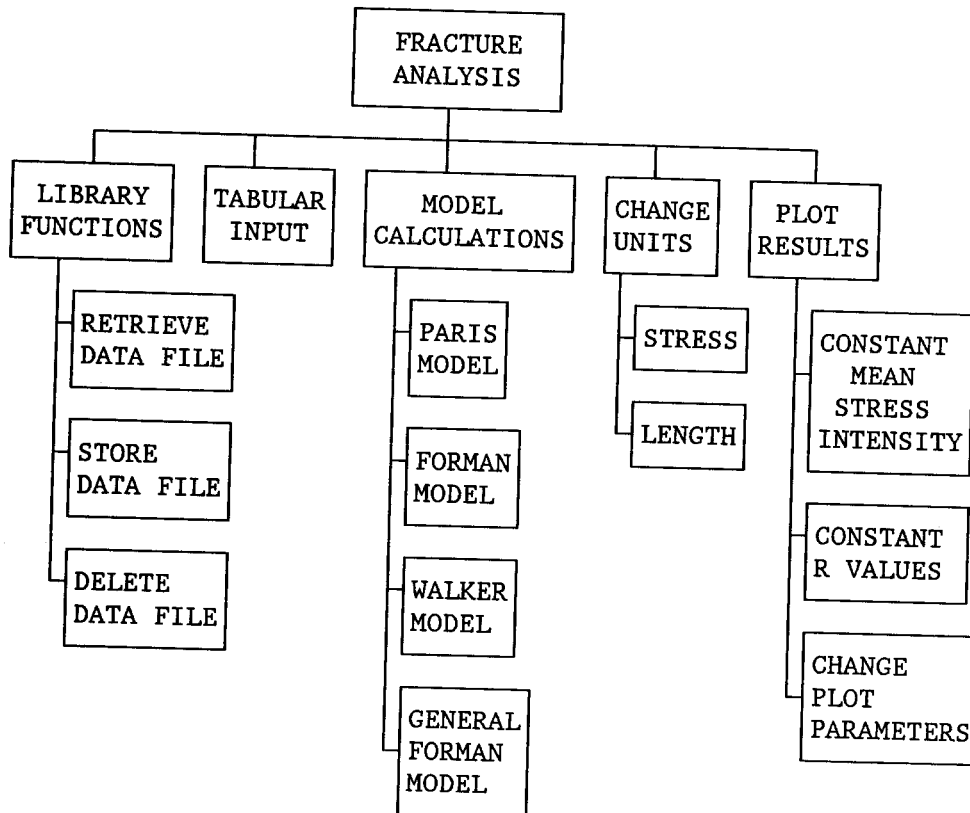 FRACTURE
ANALYSIS
LIBRARY
FUNCTIONS
TABULAR
INPUT
MODEL
CALCULATIONS
CHANGE
UNITS
PLOT
RESULTS
RETRIEVE
DATA FILE
STORE
DATA FILE
DELETE
DATA FILE
PARIS
MODEL
FORMAN
MODEL
WALKER
MODEL
GENERAL
FORMAN
MODEL
STRESS
LENGTH
CONSTANT
MEAN
STRESS
INTENSITY
CONSTANT
R VALUES
CHANGE
PLOT
PARAMETERS